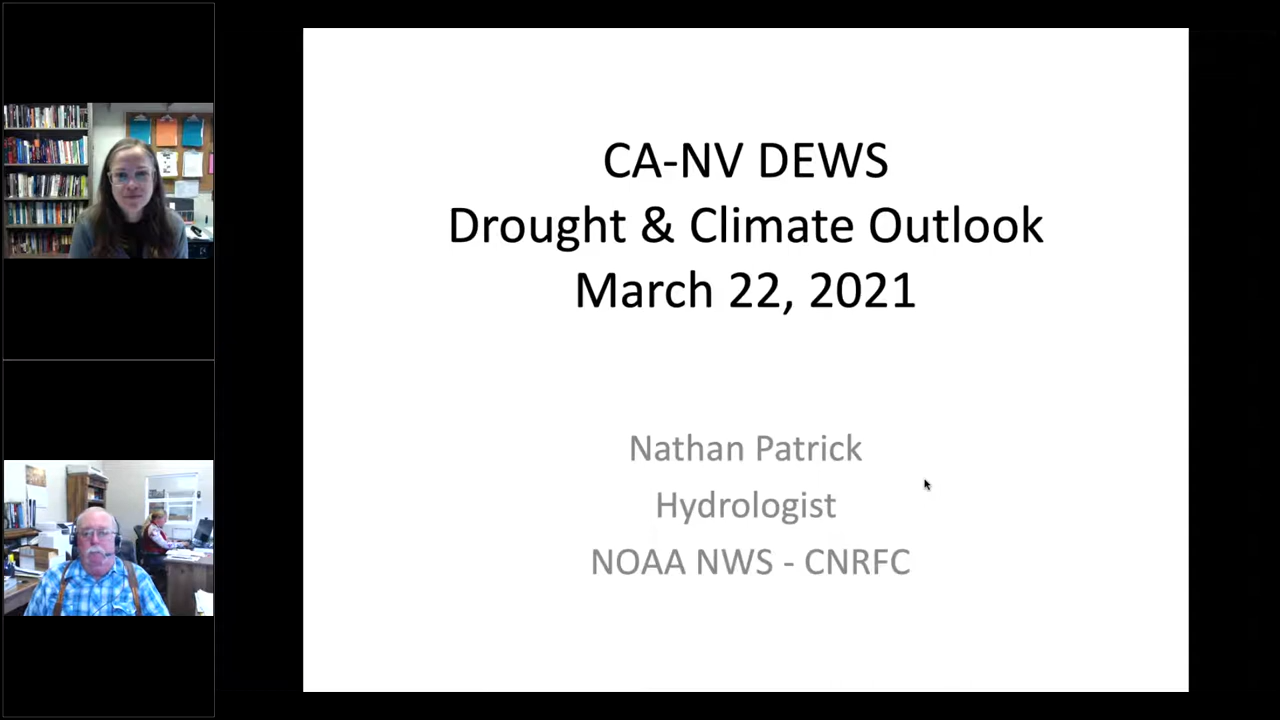 CA-NV DEWS
Drought & Climate Outlook
March 22, 2021
Nathan Patrick
Hydrologist
NOAA NWS - CNRFC